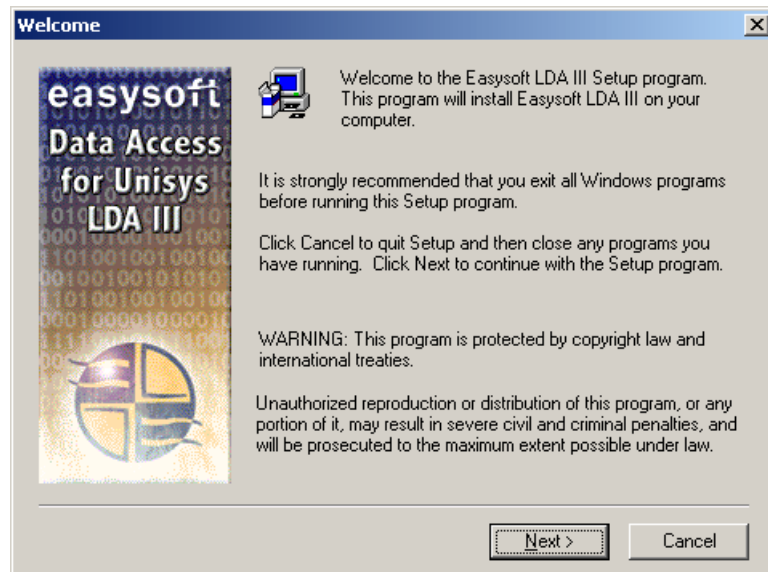 Welcome
easysoft
Data Access
for Unisys
LDA III
Welcome to the Easysoft LDA III Setup program.
This program will install Easysoft LDA III on your
computer.
It is strongly recommended that you exit all Windows programs
before running this Setup program.
Click Cancel to quit Setup and then close any programs you
have running.  Click Next to continue with the Setup program.
WARNING: This program is protected by copyright law and
international treaties.
Unauthorized reproduction or distribution of this program, or any
portion of it, may result in severe civil and criminal penalties, and
will be prosecuted to the maximum extent possible under law.
Next >
Cancel